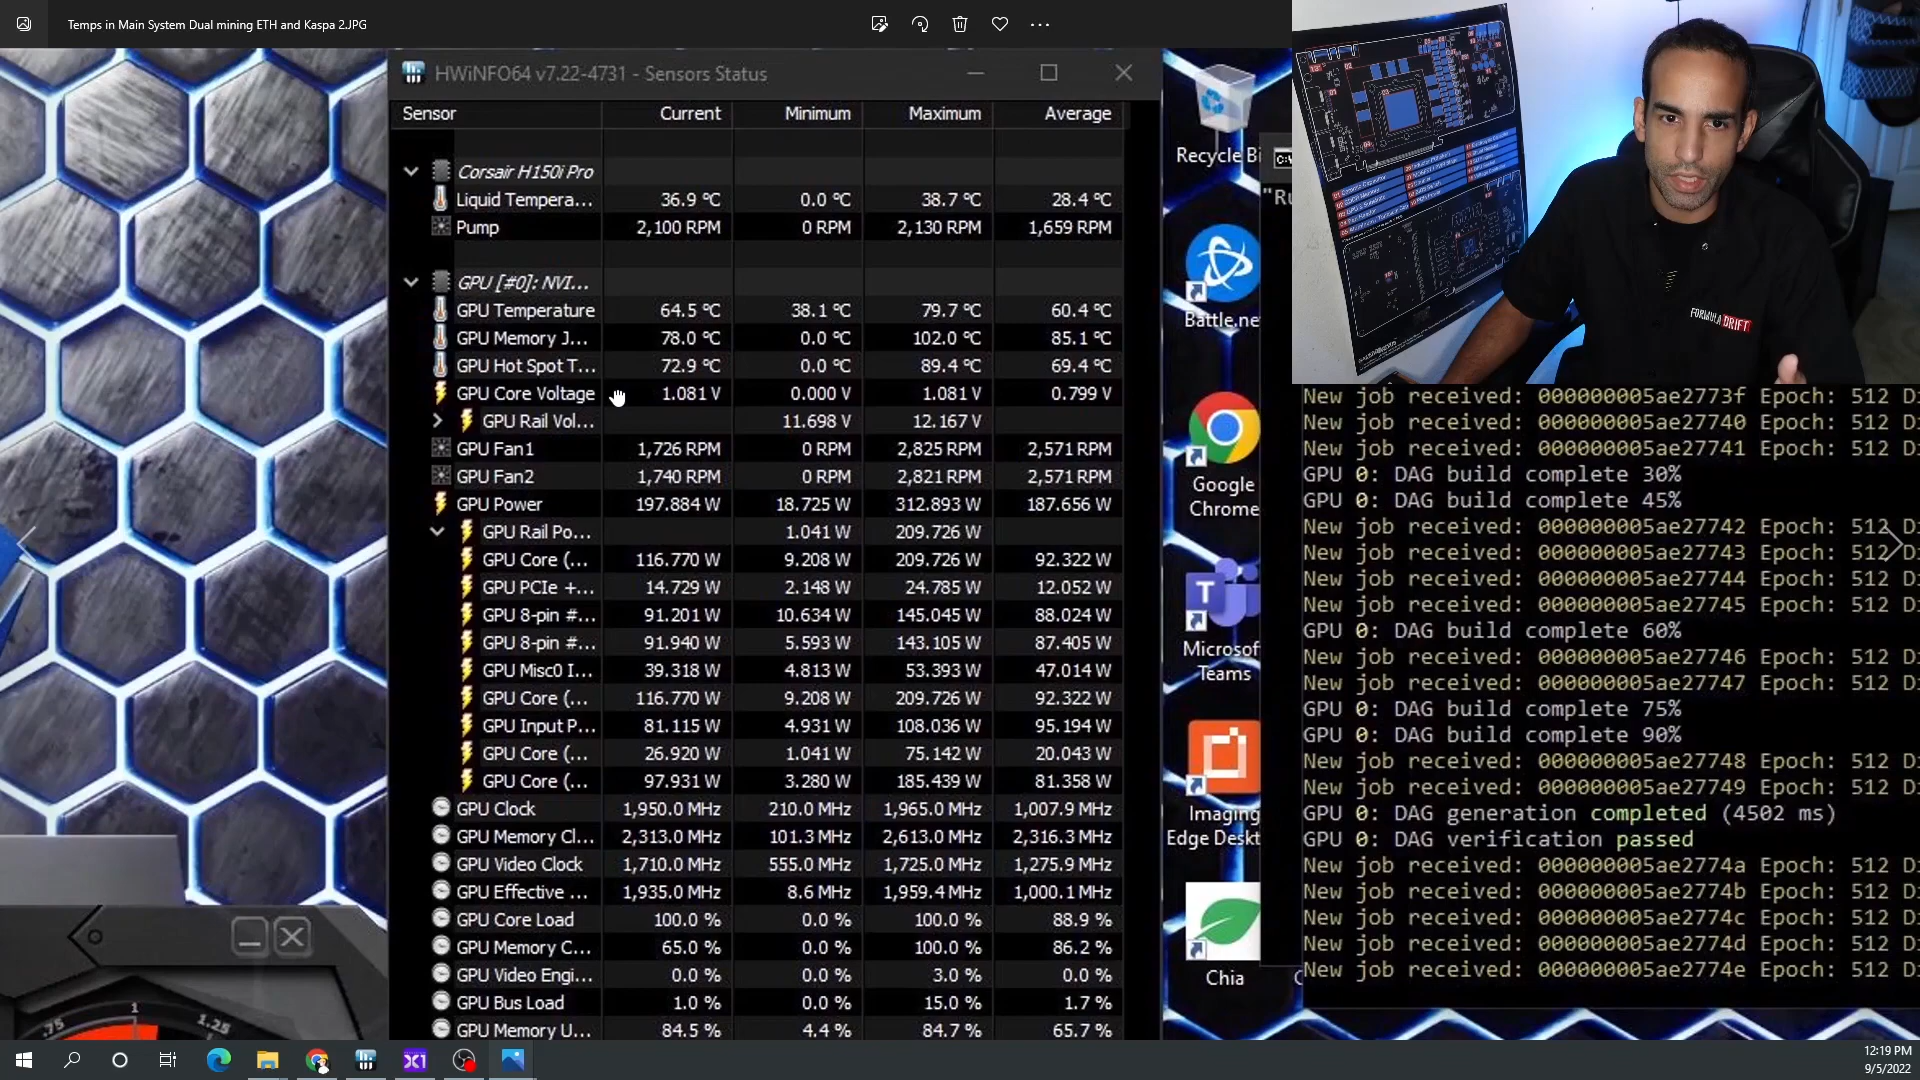 Temps in Main System Dual mining ETH and Kaspa 2.JPG
HWiNFO64 v7.22-4731 - Sensors Status
Sensor Current Minimum Maximum Average
Corsair H150i Pro
Liquid Tempera... 36.9 °C 0.0 °C 38.7 °C 28.4 °C
Pump 2,100 RPM 0 RPM 2,130 RPM 1,659 RPM
GPU [#0]: NVI...
GPU Temperature 64.5 °C 38.1 °C 79.7 °C 60.4 °C
GPU Memory J... 78.0 °C 0.0 °C 102.0 °C 85.1 °C
GPU Hot Spot T... 72.9 °C 0.0 °C 89.4 °C 69.4 °C
GPU Core Voltage 1.081 V 0.000 V 1.081 V 0.799 V
GPU Rail Vol... 11.698 V 12.167 V
GPU Fan1 1,726 RPM 0 RPM 2,825 RPM 2,571 RPM
GPU Fan2 1,740 RPM 0 RPM 2,821 RPM 2,571 RPM
GPU Power 197.884 W 18.725 W 312.893 W 187.656 W
GPU Rail Po... 1.041 W 209.726 W
GPU Core (... 116.770 W 9.208 W 209.726 W 92.322 W
GPU PCIe +... 14.729 W 2.148 W 24.785 W 12.052 W
GPU 8-pin #... 91.201 W 10.634 W 145.045 W 88.024 W
GPU 8-pin #... 91.940 W 5.593 W 143.105 W 87.405 W
GPU Misc0 I... 39.318 W 4.813 W 53.393 W 47.014 W
GPU Core (... 116.770 W 9.208 W 209.726 W 92.322 W
GPU Input P... 81.115 W 4.931 W 108.036 W 95.194 W
GPU Core (... 26.920 W 1.041 W 75.142 W 20.043 W
GPU Core (... 97.931 W 3.280 W 185.439 W 81.358 W
GPU Clock 1,950.0 MHz 210.0 MHz 1,965.0 MHz 1,007.9 MHz
GPU Memory Cl... 2,313.0 MHz 101.3 MHz 2,613.0 MHz 2,316.3 MHz
GPU Video Clock 1,710.0 MHz 555.0 MHz 1,725.0 MHz 1,275.9 MHz
GPU Effective ... 1,935.0 MHz 8.6 MHz 1,959.4 MHz 1,000.1 MHz
GPU Core Load 100.0 % 0.0 % 100.0 % 88.9 %
GPU Memory C... 65.0 % 0.0 % 100.0 % 86.2 %
GPU Video Engi... 0.0 % 0.0 % 3.0 % 0.0 %
GPU Bus Load 1.0 % 0.0 % 15.0 % 1.7 %
GPU Memory U... 84.5 % 4.4 % 84.7 % 65.7 %
.75 1 1.25
Recycle Bi
"Ru
Battle.ne
Google
Chrome
T
Microsof
Teams
Imaging
Edge Deskt
Chia
FORMULA DRIFT
New job received: 000000005ae2773f Epoch: 512 Di
New job received: 000000005ae27740 Epoch: 512 Di
New job received: 000000005ae27741 Epoch: 512 Di
GPU 0: DAG build complete 30%
GPU 0: DAG build complete 45%
New job received: 000000005ae27742 Epoch: 512 Di
New job received: 000000005ae27743 Epoch: 512 Di
New job received: 000000005ae27744 Epoch: 512 Di
New job received: 000000005ae27745 Epoch: 512 Di
GPU 0: DAG build complete 60%
New job received: 000000005ae27746 Epoch: 512 Di
New job received: 000000005ae27747 Epoch: 512 Di
GPU 0: DAG build complete 75%
GPU 0: DAG build complete 90%
New job received: 000000005ae27748 Epoch: 512 Di
New job received: 000000005ae27749 Epoch: 512 Di
GPU 0: DAG generation completed (4502 ms)
GPU 0: DAG verification passed
New job received: 000000005ae2774a Epoch: 512 Di
New job received: 000000005ae2774b Epoch: 512 Di
New job received: 000000005ae2774c Epoch: 512 Di
New job received: 000000005ae2774d Epoch: 512 Di
New job received: 000000005ae2774e Epoch: 512 Di
X1
12:19 PM
9/5/2022